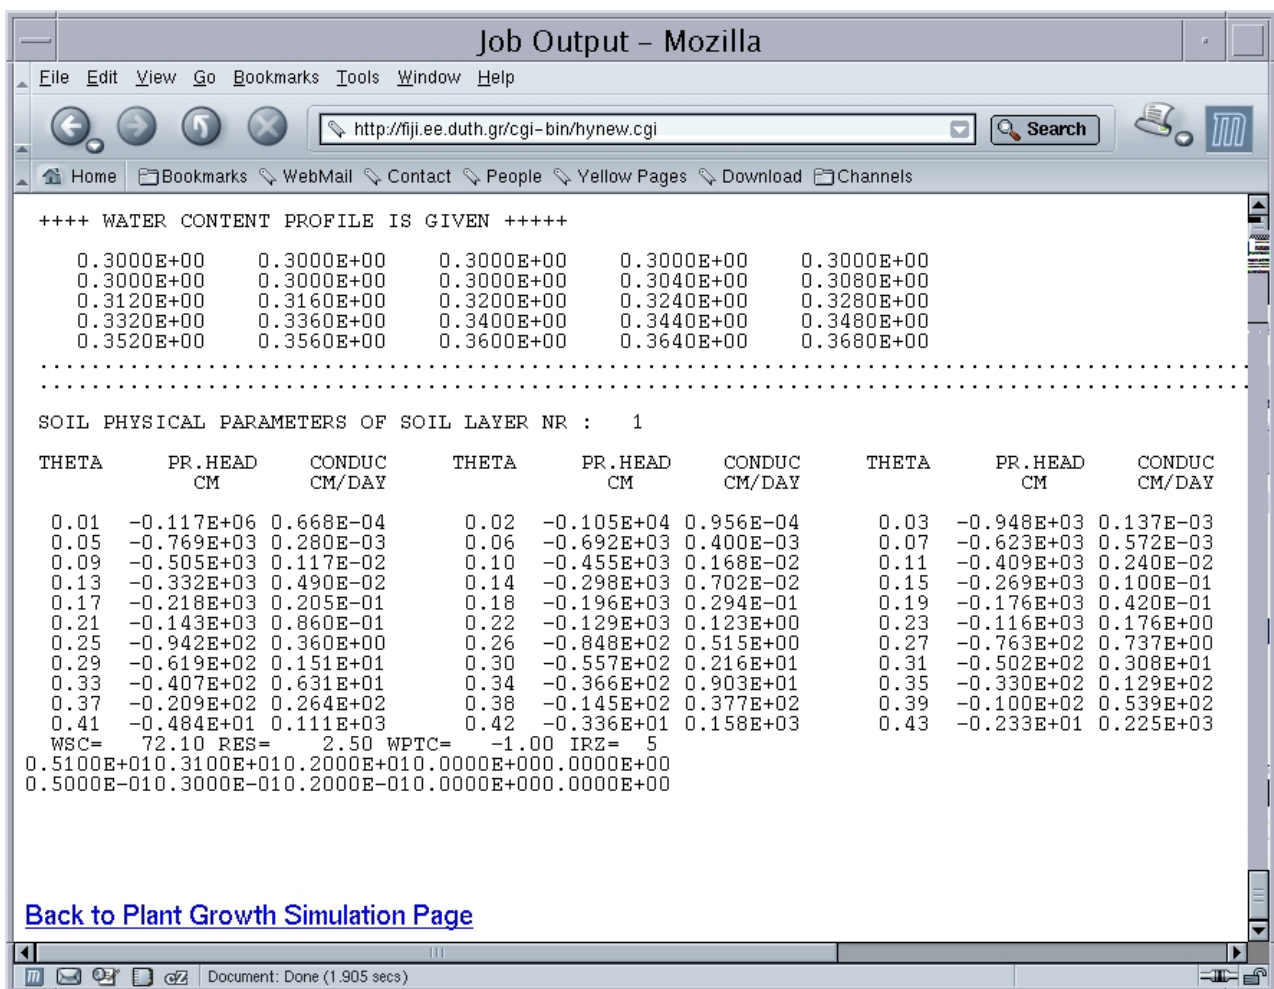 Job Output – Mozilla
File Edit View Go Bookmarks Tools Window Help
http://fiji.ee.duth.gr/cgi-bin/hynew.cgi Search
Home Bookmarks WebMail Contact People Yellow Pages Download Channels
++++ WATER CONTENT PROFILE IS GIVEN +++++
0.3000E+00 0.3000E+00 0.3000E+00 0.3000E+00 0.3000E+00
0.3000E+00 0.3000E+00 0.3000E+00 0.3040E+00 0.3080E+00
0.3120E+00 0.3160E+00 0.3200E+00 0.3240E+00 0.3280E+00
0.3320E+00 0.3360E+00 0.3400E+00 0.3440E+00 0.3480E+00
0.3520E+00 0.3560E+00 0.3600E+00 0.3640E+00 0.3680E+00
SOIL PHYSICAL PARAMETERS OF SOIL LAYER NR : 1
THETA PR.HEAD CONDUC THETA PR.HEAD CONDUC THETA PR.HEAD CONDUC
CM CM/DAY CM CM/DAY CM CM/DAY
0.01 -0.117E+06 0.668E-04 0.02 -0.105E+04 0.956E-04 0.03 -0.948E+03 0.137E-03
0.05 -0.769E+03 0.280E-03 0.06 -0.692E+03 0.400E-03 0.07 -0.623E+03 0.572E-03
0.09 -0.505E+03 0.117E-02 0.10 -0.455E+03 0.168E-02 0.11 -0.409E+03 0.240E-02
0.13 -0.332E+03 0.490E-02 0.14 -0.298E+03 0.702E-02 0.15 -0.269E+03 0.100E-01
0.17 -0.218E+03 0.205E-01 0.18 -0.196E+03 0.294E-01 0.19 -0.176E+03 0.420E-01
0.21 -0.143E+03 0.860E-01 0.22 -0.129E+03 0.123E+00 0.23 -0.116E+03 0.176E+00
0.25 -0.942E+02 0.360E+00 0.26 -0.848E+02 0.515E+00 0.27 -0.763E+02 0.737E+00
0.29 -0.619E+02 0.151E+01 0.30 -0.557E+02 0.216E+01 0.31 -0.502E+02 0.308E+01
0.33 -0.407E+02 0.631E+01 0.34 -0.366E+02 0.903E+01 0.35 -0.330E+02 0.129E+02
0.37 -0.209E+02 0.264E+02 0.38 -0.145E+02 0.377E+02 0.39 -0.100E+02 0.539E+02
0.41 -0.484E+01 0.111E+03 0.42 -0.336E+01 0.158E+03 0.43 -0.233E+01 0.225E+03
WSC= 72.10 RES= 2.50 WPTC= -1.00 IRZ= 5
0.5100E+010.3100E+010.2000E+010.0000E+000.0000E+00
0.5000E-010.3000E-010.2000E-010.0000E+000.0000E+00
Back to Plant Growth Simulation Page
Document: Done (1.905 secs)